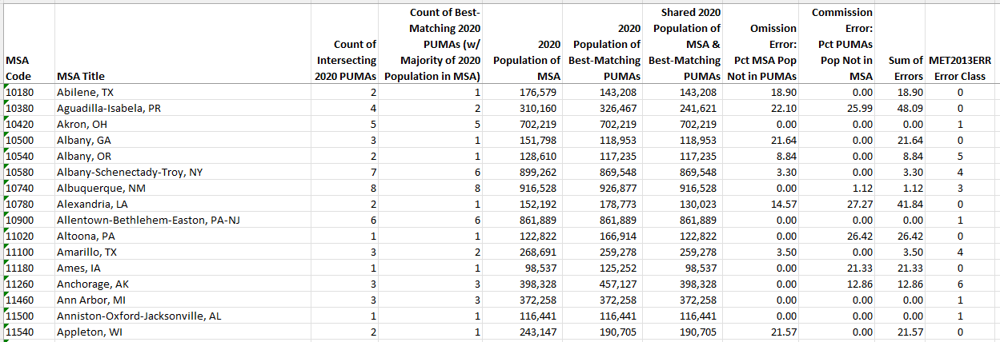 MSA Code	MSA Title	Count of Intersecting 2020 PUMAs	Count of Best-Matching 2020 PUMAs (w/ Majority of 2020 Population in MSA)	2020 Population of MSA	2020 Population of Best-Matching PUMAs	Shared 2020 Population of MSA & Best-Matching PUMAs	Omission Error: Pct MSA Pop Not in PUMAs	Commission Error: Pct PUMAs Pop Not in MSA	Sum of Errors	MET2013ERR Error Class
10180	Abilene, TX	2	1	176,579	143,208	143,208	18.90	0.00	18.90	0
10380	Aguadilla-Isabela, PR	4	2	310,160	326,467	241,621	22.10	25.99	48.09	0
10420	Akron, OH	5	5	702,219	702,219	702,219	0.00	0.00	0.00	1
10500	Albany, GA	3	1	151,798	118,953	118,953	21.64	0.00	21.64	0
10540	Albany, OR	2	1	128,610	117,235	117,235	8.84	0.00	8.84	5
10580	Albany-Schenectady-Troy, NY	7	6	899,262	869,548	869,548	3.30	0.00	3.30	4
10740	Albuquerque, NM	8	8	916,528	926,877	916,528	0.00	1.12	1.12	3
10780	Alexandria, LA	2	1	152,192	178,773	130,023	14.57	27.27	41.84	0
10900	Allentown-Bethlehem-Easton, PA-NJ	6	6	861,889	861,889	861,889	0.00	0.00	0.00	1
11020	Altoona, PA	1	1	122,822	166,914	122,822	0.00	26.42	26.42	0
11100	Amarillo, TX	3	2	268,691	259,278	259,278	3.50	0.00	3.50	4
11180	Ames, IA	1	1	98,537	125,252	98,537	0.00	21.33	21.33	0
11260	Anchorage, AK	3	3	398,328	457,127	398,328	0.00	12.86	12.86	6
11460	Ann Arbor, MI	3	3	372,258	372,258	372,258	0.00	0.00	0.00	1
11500	Anniston-Oxford-Jacksonville, AL	1	1	116,441	116,441	116,441	0.00	0.00	0.00	1
11540	Appleton, WI	2	1	243,147	190,705	190,705	21.57	0.00	21.57	0